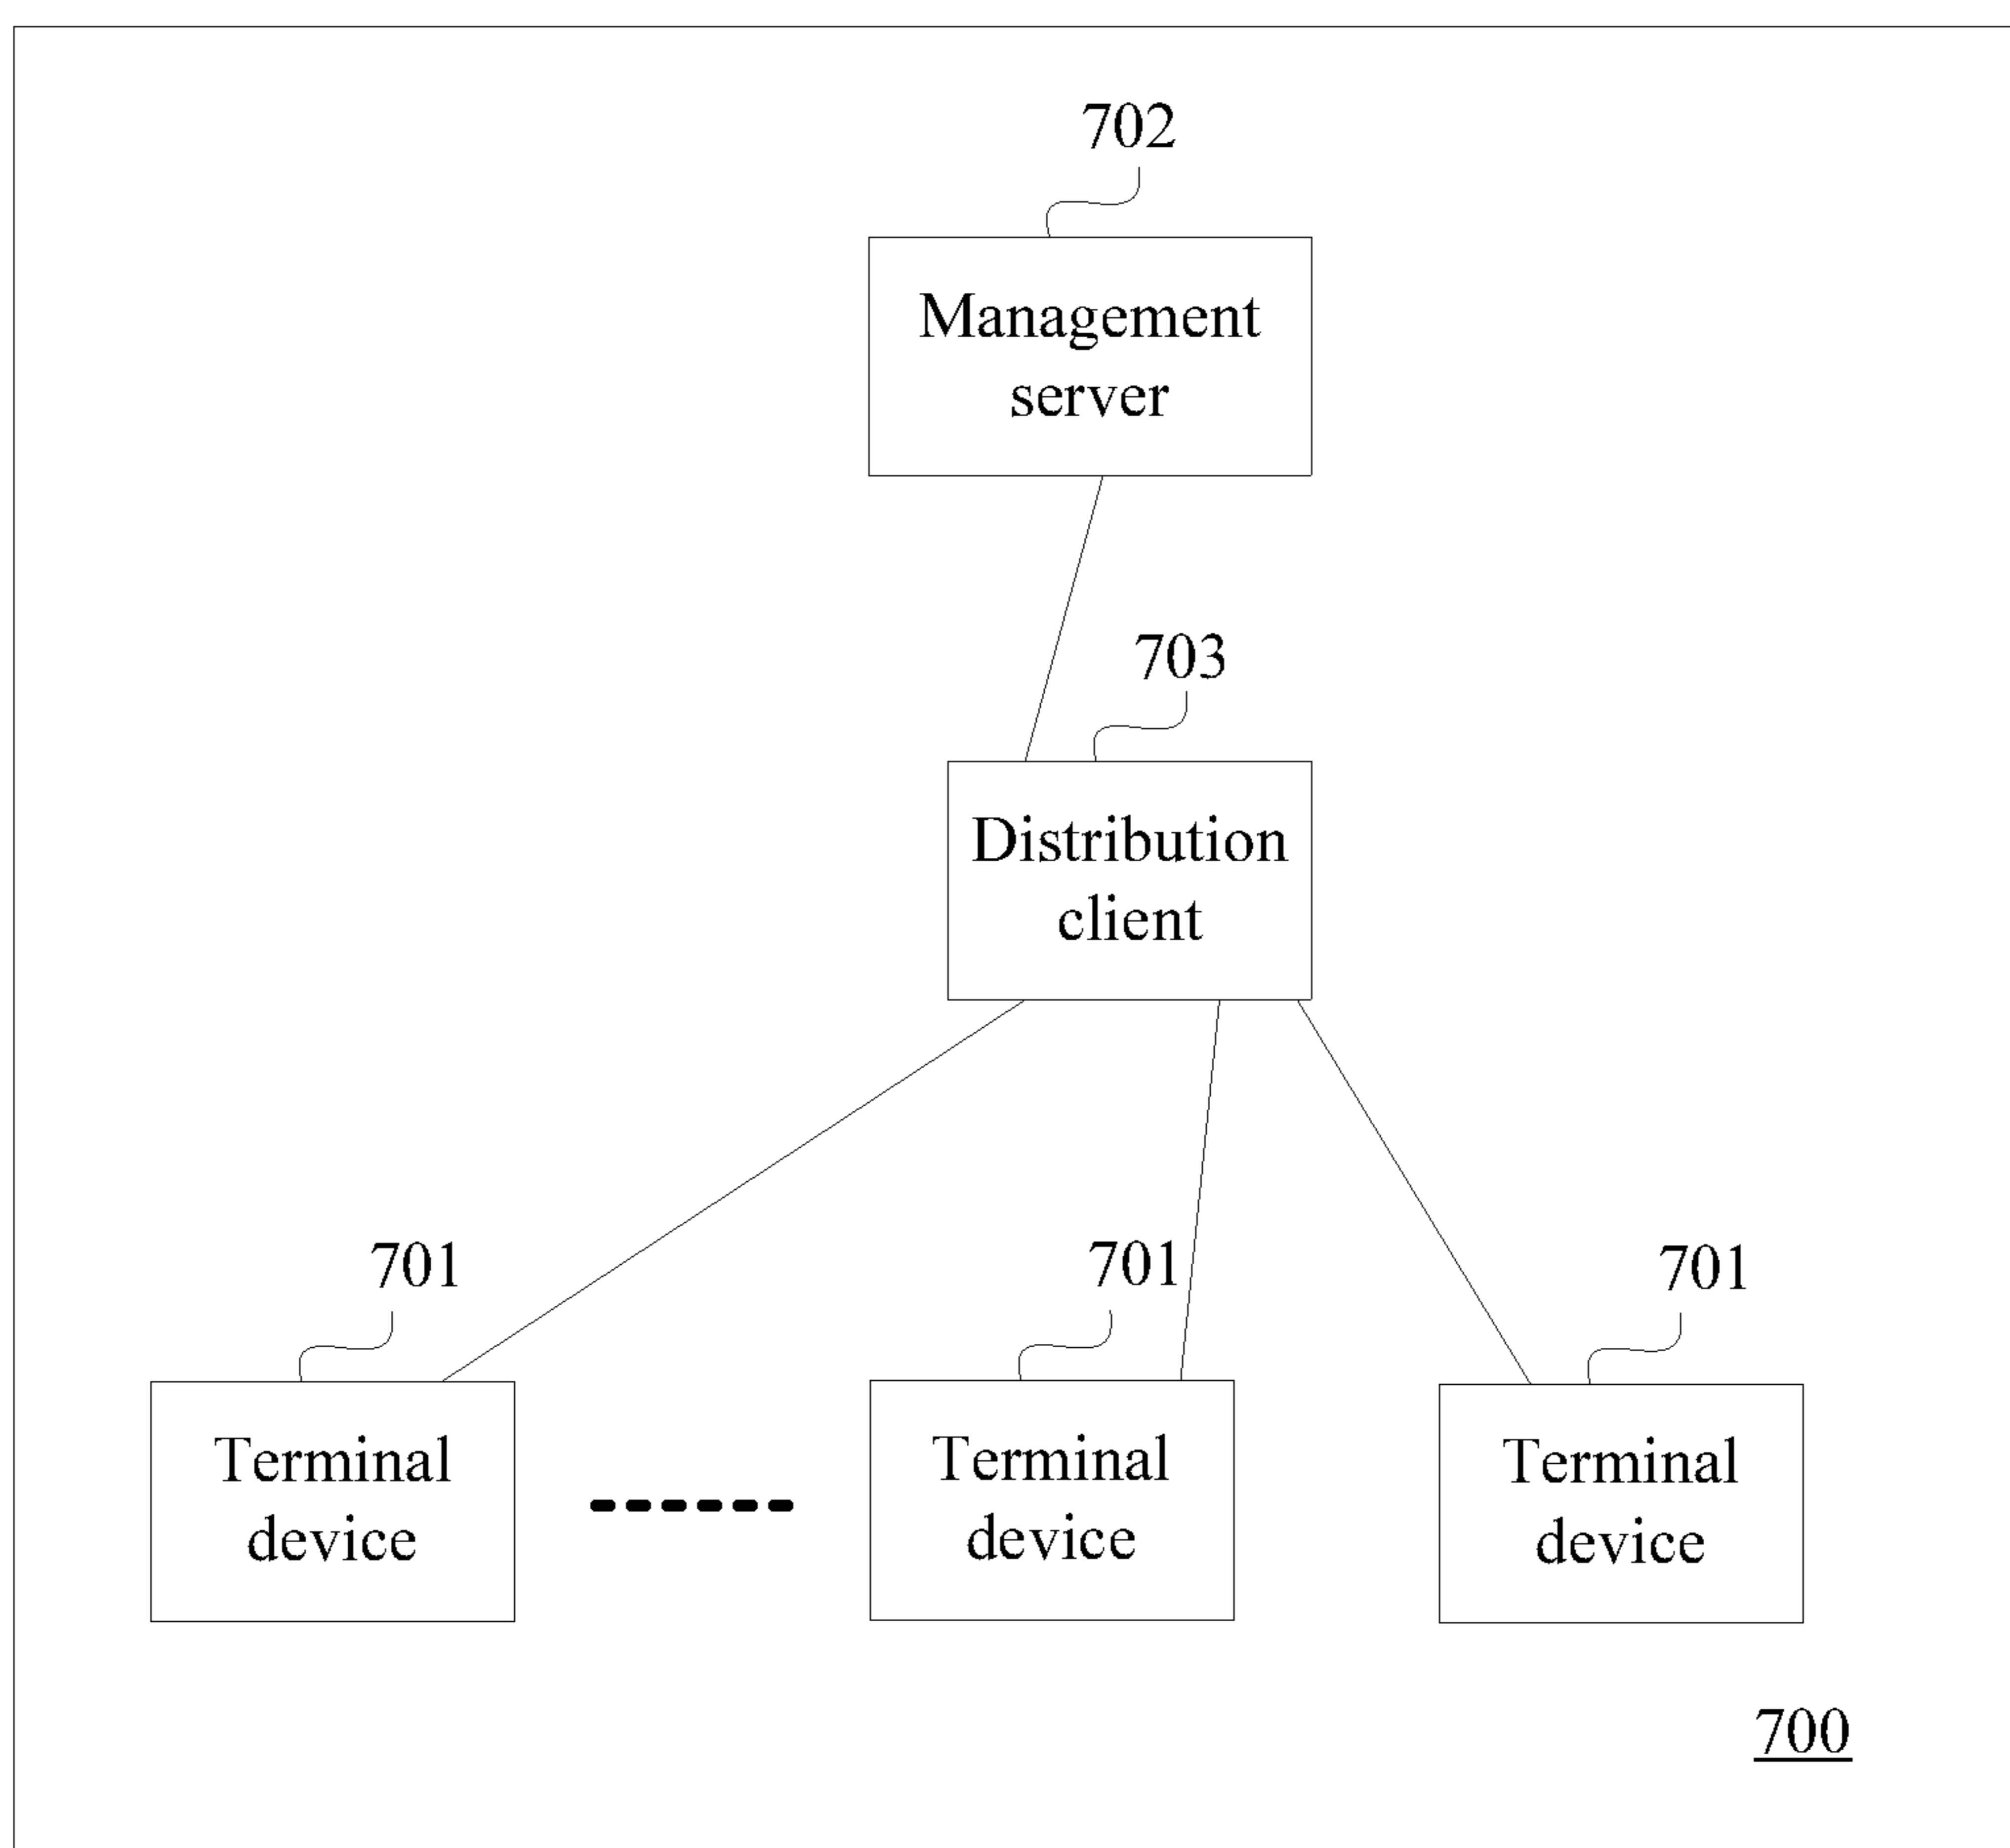 702
Management
server
703
Distribution
client
701
701
701
Terminal
device
Terminal
device
Terminal
device
700